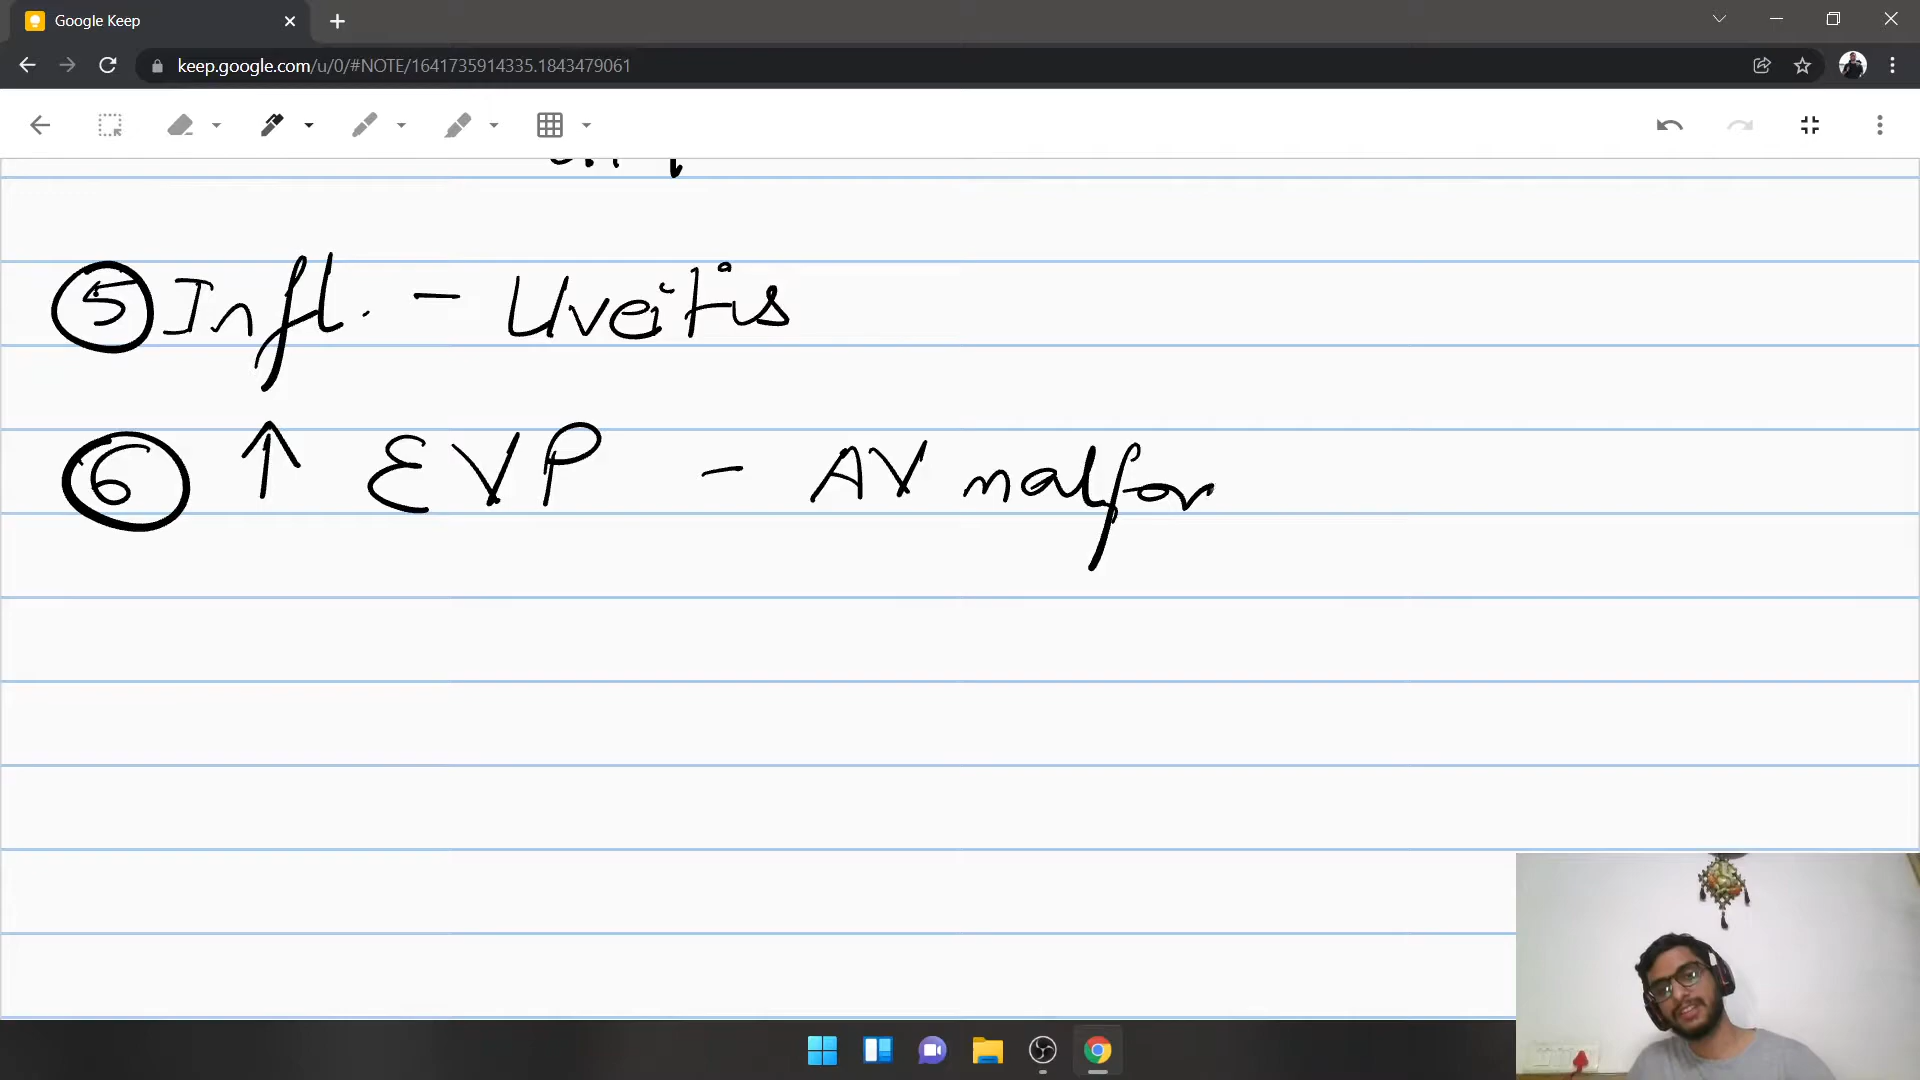 Google Keep
keep.google.com/u/0/#NOTE/1641735914335.1843479061
5 Infl. - Uveitis
6 ↑ EVP - AV malfor